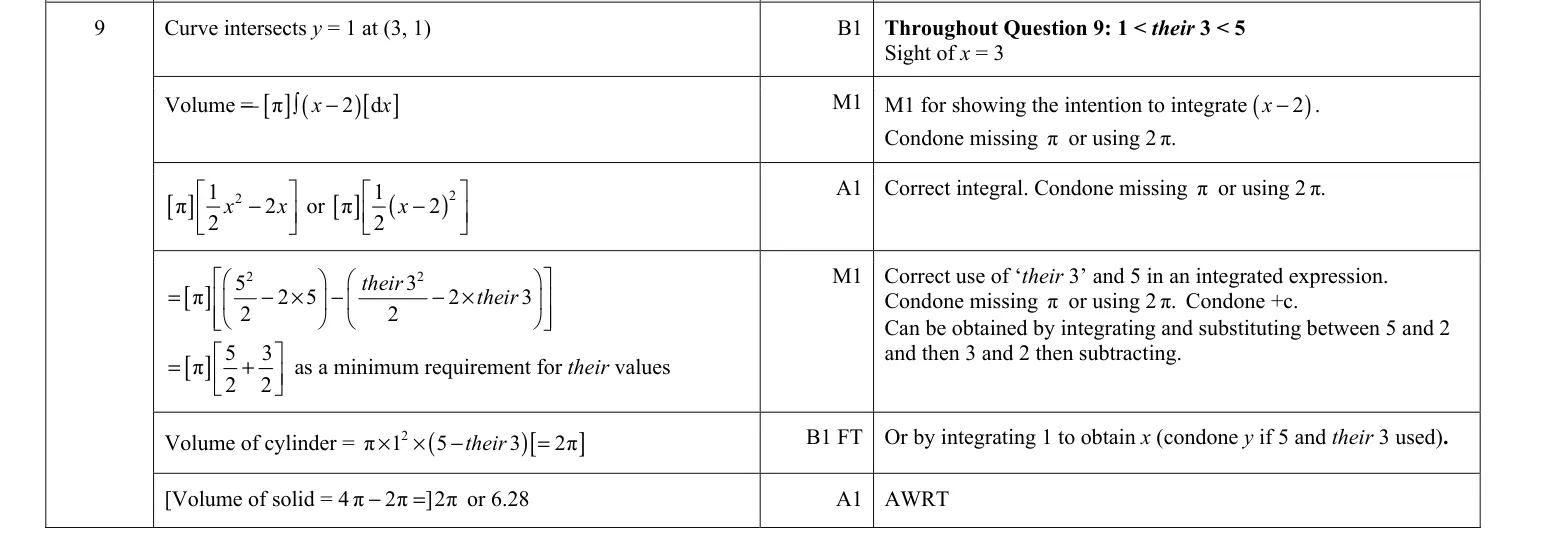 9 Curve intersects y = 1 at (3, 1) B1 Throughout Question 9: 1 < their 3 < 5
Sight of x = 3
Volume = [π]∫(x − 2)[dx] M1 M1 for showing the intention to integrate (x − 2).
Condone missing π or using 2π.
[π][1/2 x² − 2x] or [π][1/2 (x − 2)²] A1 Correct integral. Condone missing π or using 2π.
= [π][(5²/2 − 2×5) − (their 3²/2 − 2×their 3)] M1 Correct use of ‘their 3’ and 5 in an integrated expression.
Condone missing π or using 2π. Condone +c.
Can be obtained by integrating and substituting between 5 and 2
and then 3 and 2 then subtracting.
= [π][5/2 + 3/2] as a minimum requirement for their values
Volume of cylinder = π×1²×(5 − their 3)[= 2π] B1 FT Or by integrating 1 to obtain x (condone y if 5 and their 3 used).
[Volume of solid = 4π − 2π =]2π or 6.28 A1 AWRT